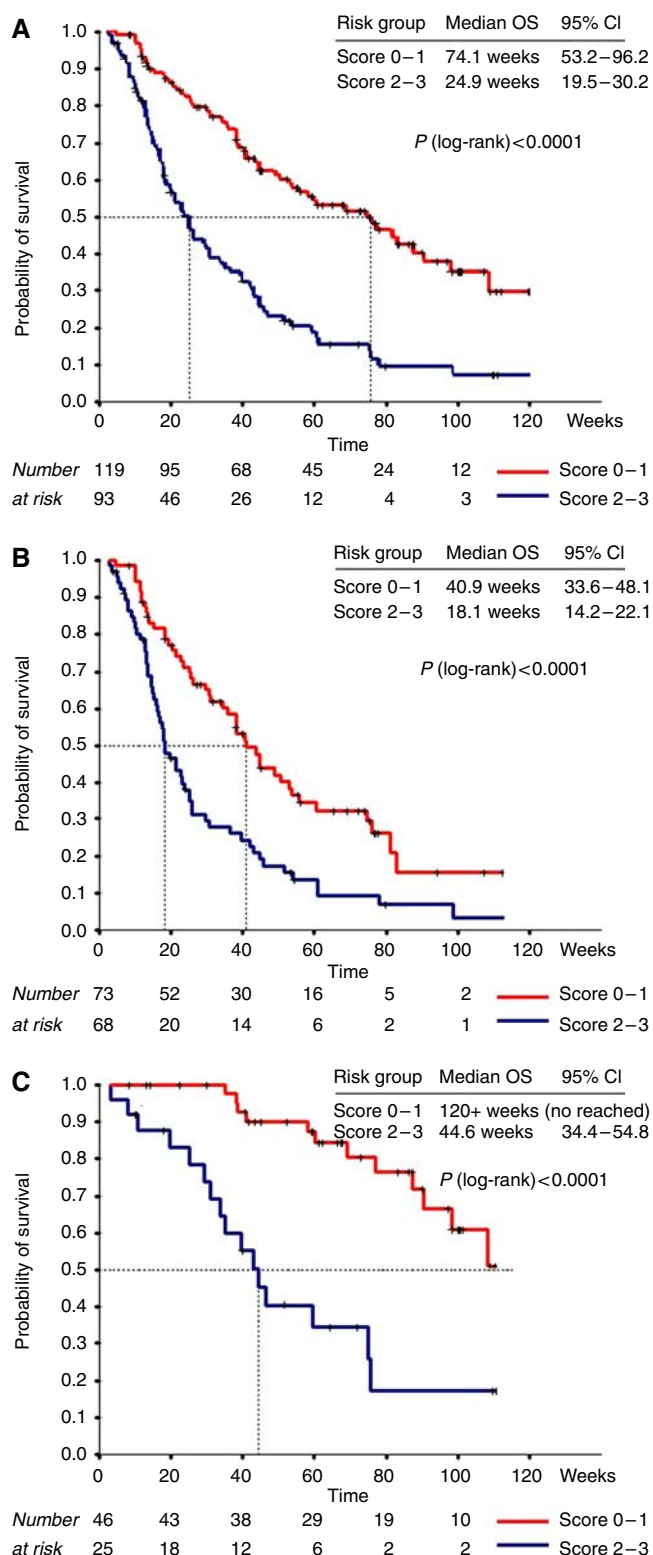 A
Risk group Median OS 95% CI
Score 0–1 74.1 weeks 53.2–96.2
Score 2–3 24.9 weeks 19.5–30.2
P (log-rank)<0.0001
Probability of survival
1.0
0.9
0.8
0.7
0.6
0.5
0.4
0.3
0.2
0.1
0.0
0 20 40 60 80 100 120 Weeks
Time
Number 119 95 68 45 24 12 Score 0–1
at risk 93 46 26 12 4 3 Score 2–3
B
Risk group Median OS 95% CI
Score 0–1 40.9 weeks 33.6–48.1
Score 2–3 18.1 weeks 14.2–22.1
P (log-rank)<0.0001
Probability of survival
1.0
0.9
0.8
0.7
0.6
0.5
0.4
0.3
0.2
0.1
0.0
0 20 40 60 80 100 120 Weeks
Time
Number 73 52 30 16 5 2 Score 0–1
at risk 68 20 14 6 2 1 Score 2–3
C
Risk group Median OS 95% CI
Score 0–1 120+ weeks (no reached)
Score 2–3 44.6 weeks 34.4–54.8
P (log-rank)<0.0001
Probability of survival
1.0
0.9
0.8
0.7
0.6
0.5
0.4
0.3
0.2
0.1
0.0
0 20 40 60 80 100 120 Weeks
Time
Number 46 43 38 29 19 10 Score 0–1
at risk 25 18 12 6 2 2 Score 2–3